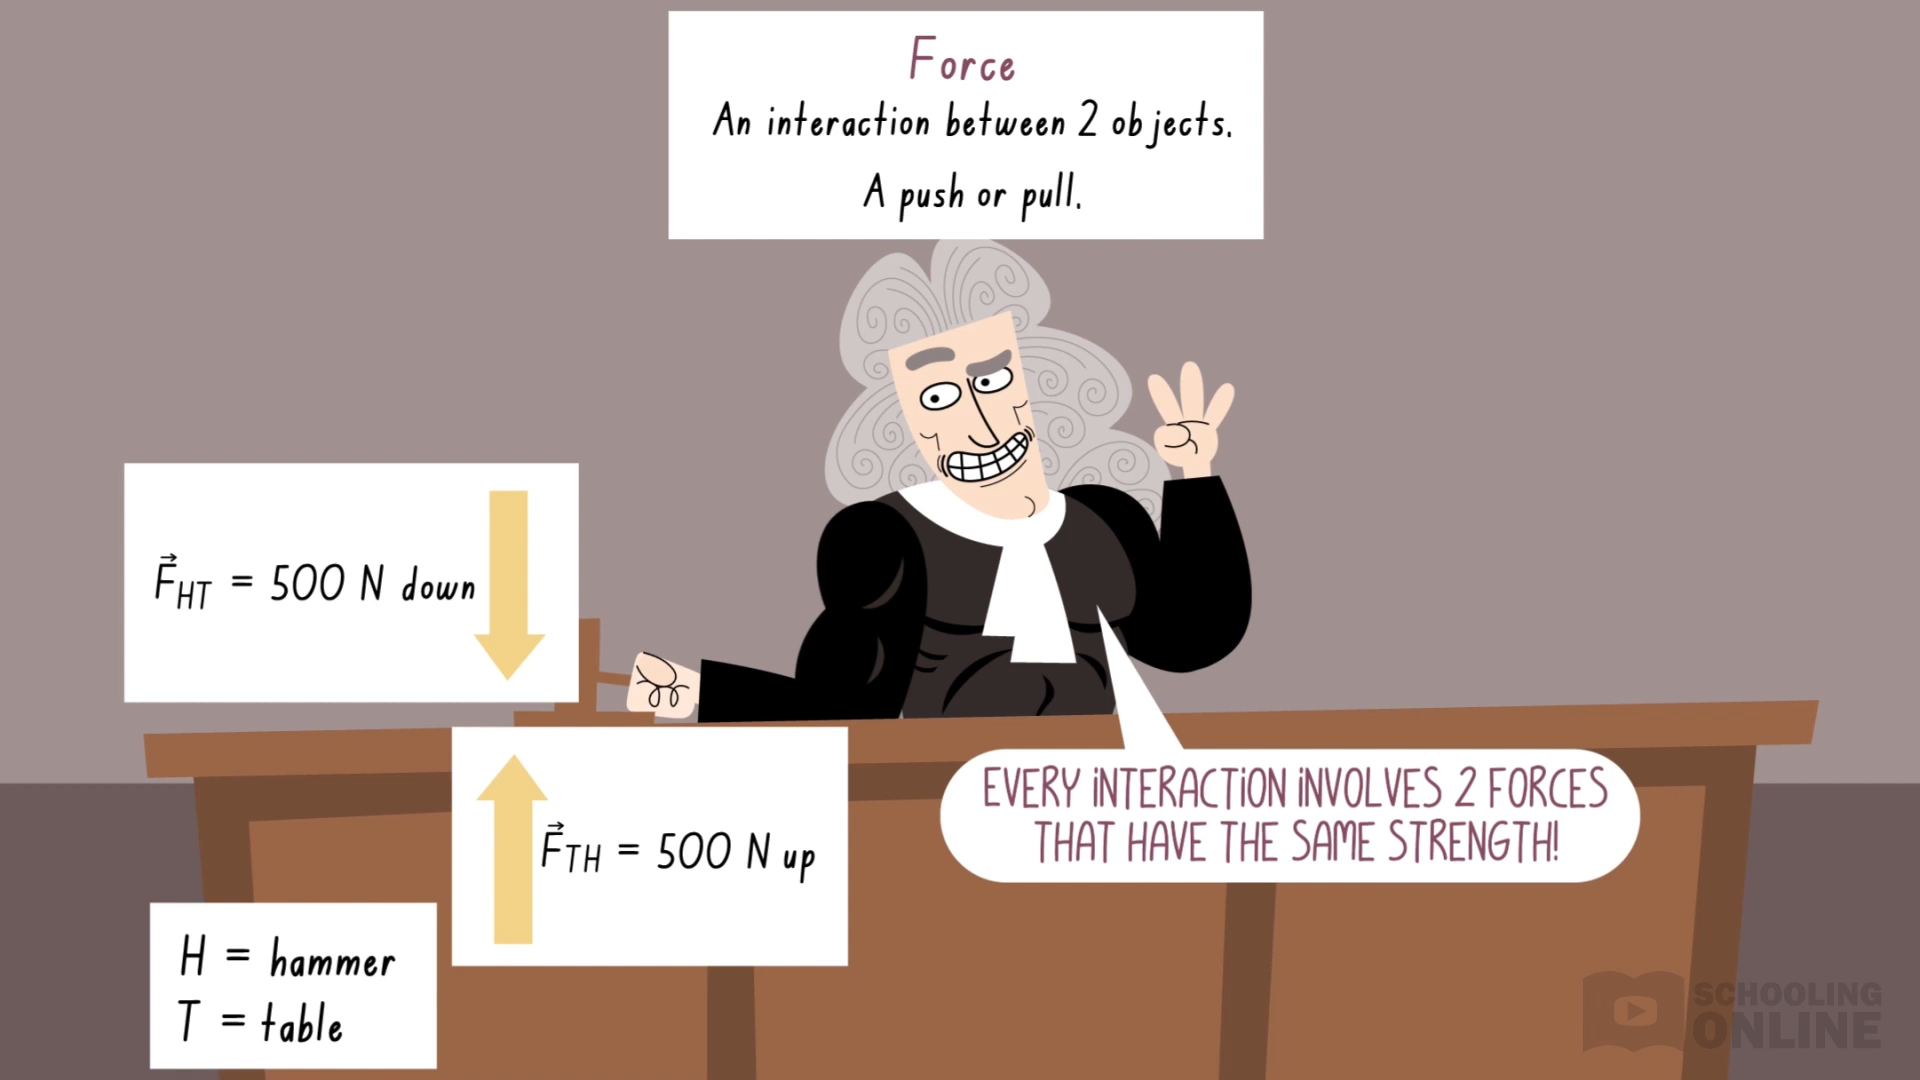 Force
An interaction between 2 objects.
A push or pull.
F⃗HT = 500 N down
F⃗TH = 500 N up
EVERY INTERACTION INVOLVES 2 FORCES
THAT HAVE THE SAME STRENGTH!
H = hammer
T = table
SCHOOLING
ONLINE